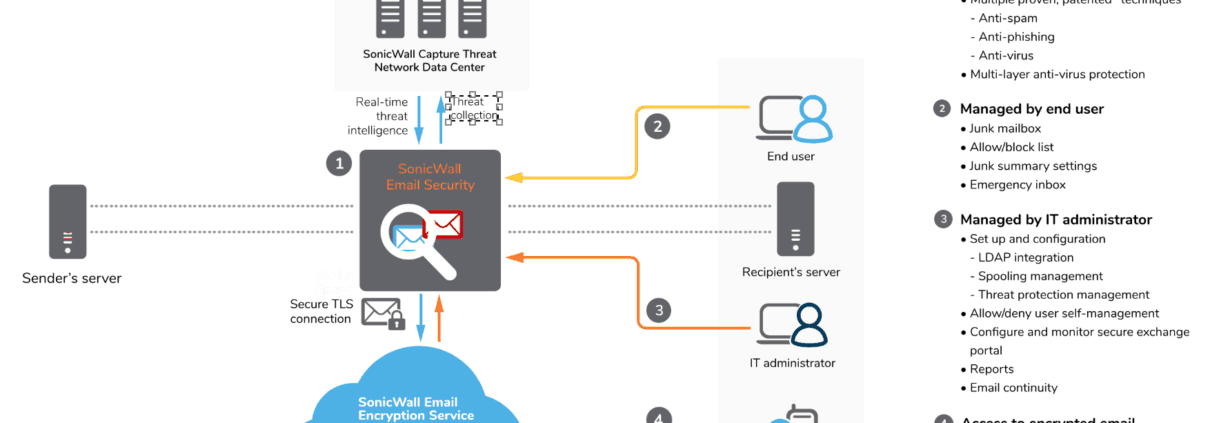 SonicWall Capture Threat
Network Data Center
Real-time
threat
intelligence
Threat
collection
1
SonicWall
Email Security
2
End user
Sender's server
Recipient's server
Secure TLS
connection
3
IT administrator
SonicWall Email
Encryption Service
4
• Multiple proven, patented techniques
- Anti-spam
- Anti-phishing
- Anti-virus
• Multi-layer anti-virus protection
2 Managed by end user
• Junk mailbox
• Allow/block list
• Junk summary settings
• Emergency inbox
3 Managed by IT administrator
• Set up and configuration
- LDAP integration
- Spooling management
- Threat protection management
• Allow/deny user self-management
• Configure and monitor secure exchange
portal
• Reports
• Email continuity
4 Access to encrypted email